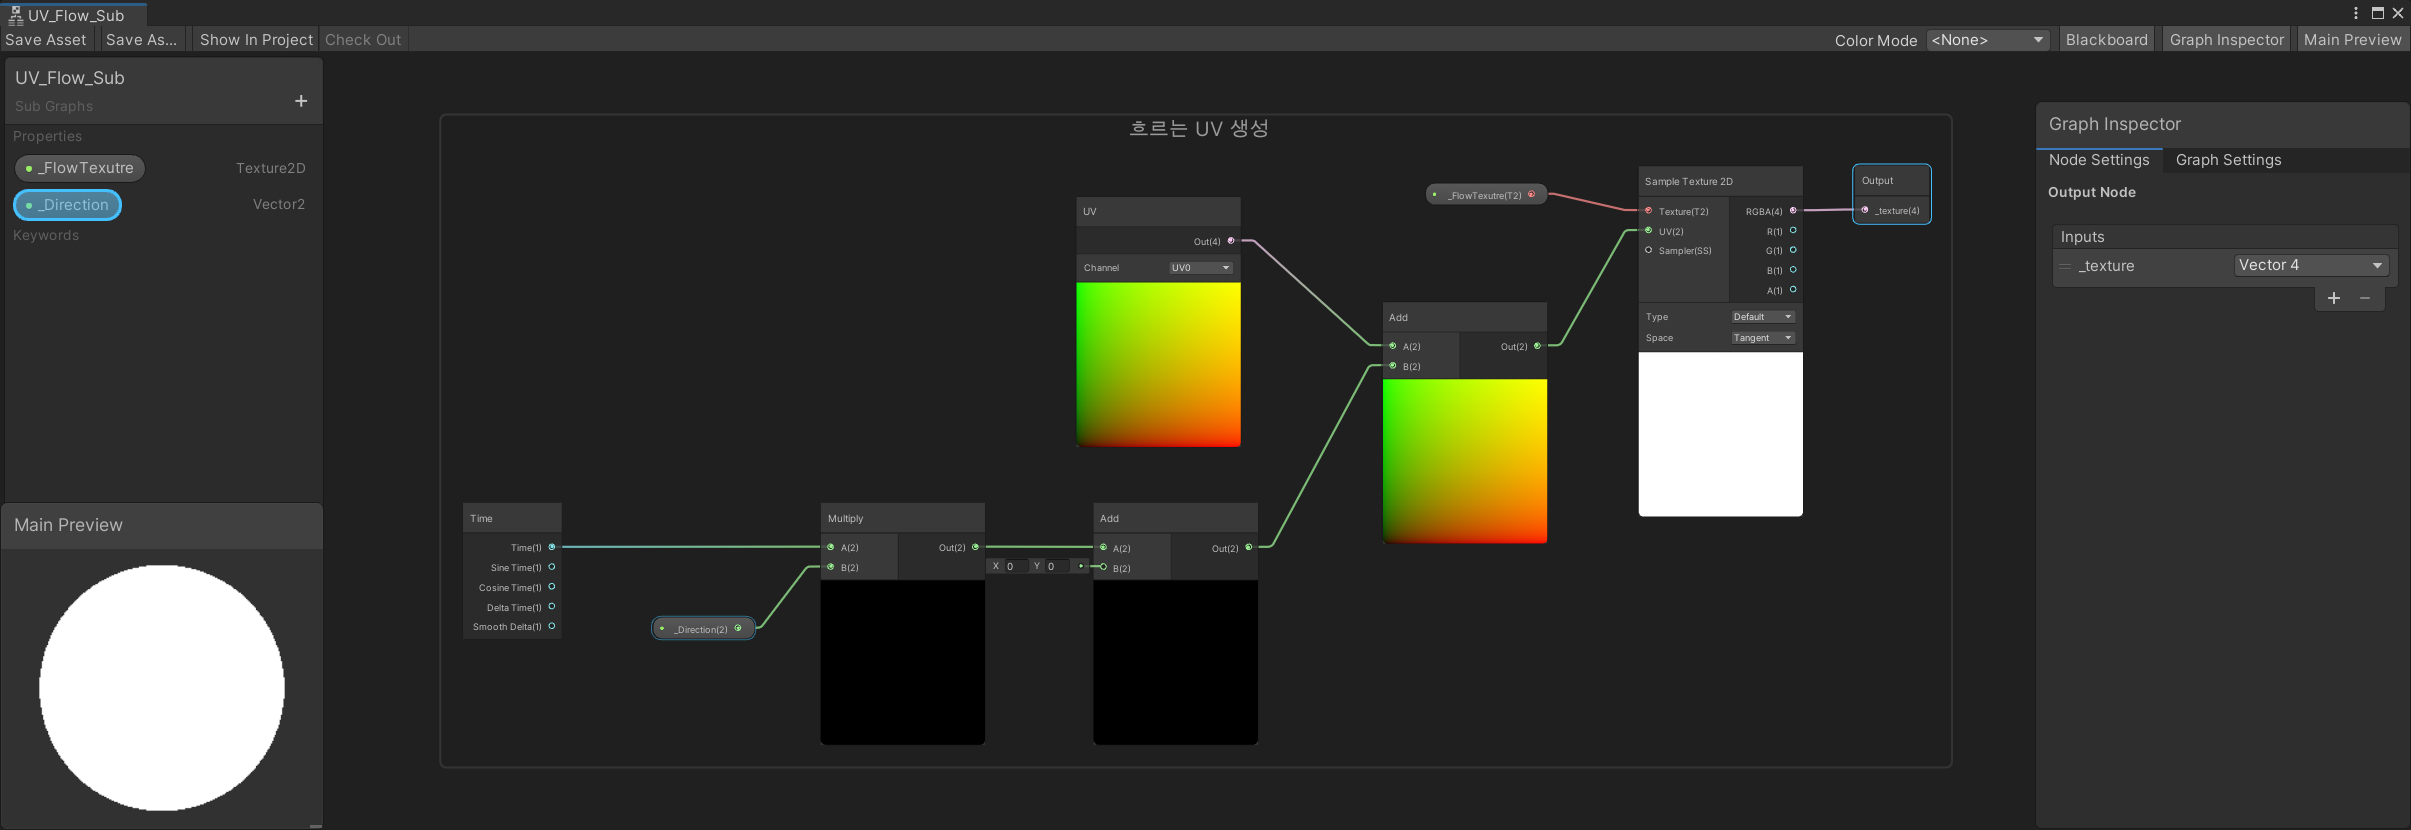 UV_Flow_Sub
Save Asset
Save As...
Show In Project
Check Out
Color Mode
<None>
Blackboard
Graph Inspector
Main Preview
UV_Flow_Sub
Sub Graphs
+
Properties
_FlowTexutre
Texture2D
_Direction
Vector2
Keywords
Main Preview
흐르는 UV 생성
Time
Time(1)
Sine Time(1)
Cosine Time(1)
Delta Time(1)
Smooth Delta(1)
_Direction(2)
Multiply
A(2)
Out(2)
B(2)
X 0 Y 0
Add
A(2)
Out(2)
B(2)
UV
Out(4)
Channel
UV0
Add
A(2)
Out(2)
B(2)
_FlowTexutre(T2)
Sample Texture 2D
Texture(T2)
RGBA(4)
UV(2)
R(1)
Sampler(SS)
G(1)
B(1)
A(1)
Type
Default
Space
Tangent
Output
_texture(4)
Graph Inspector
Node Settings
Graph Settings
Output Node
Inputs
_texture
Vector 4
+ −